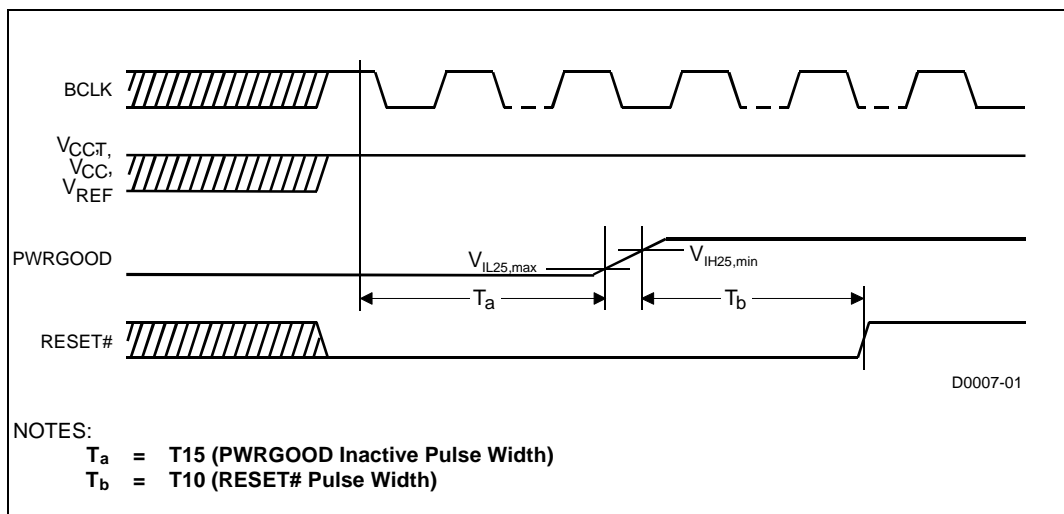 BCLK
VCCT,
VCC,
VREF
PWRGOOD
VIL25,max
VIH25,min
Ta
Tb
RESET#
D0007-01
NOTES:
Ta = T15 (PWRGOOD Inactive Pulse Width)
Tb = T10 (RESET# Pulse Width)